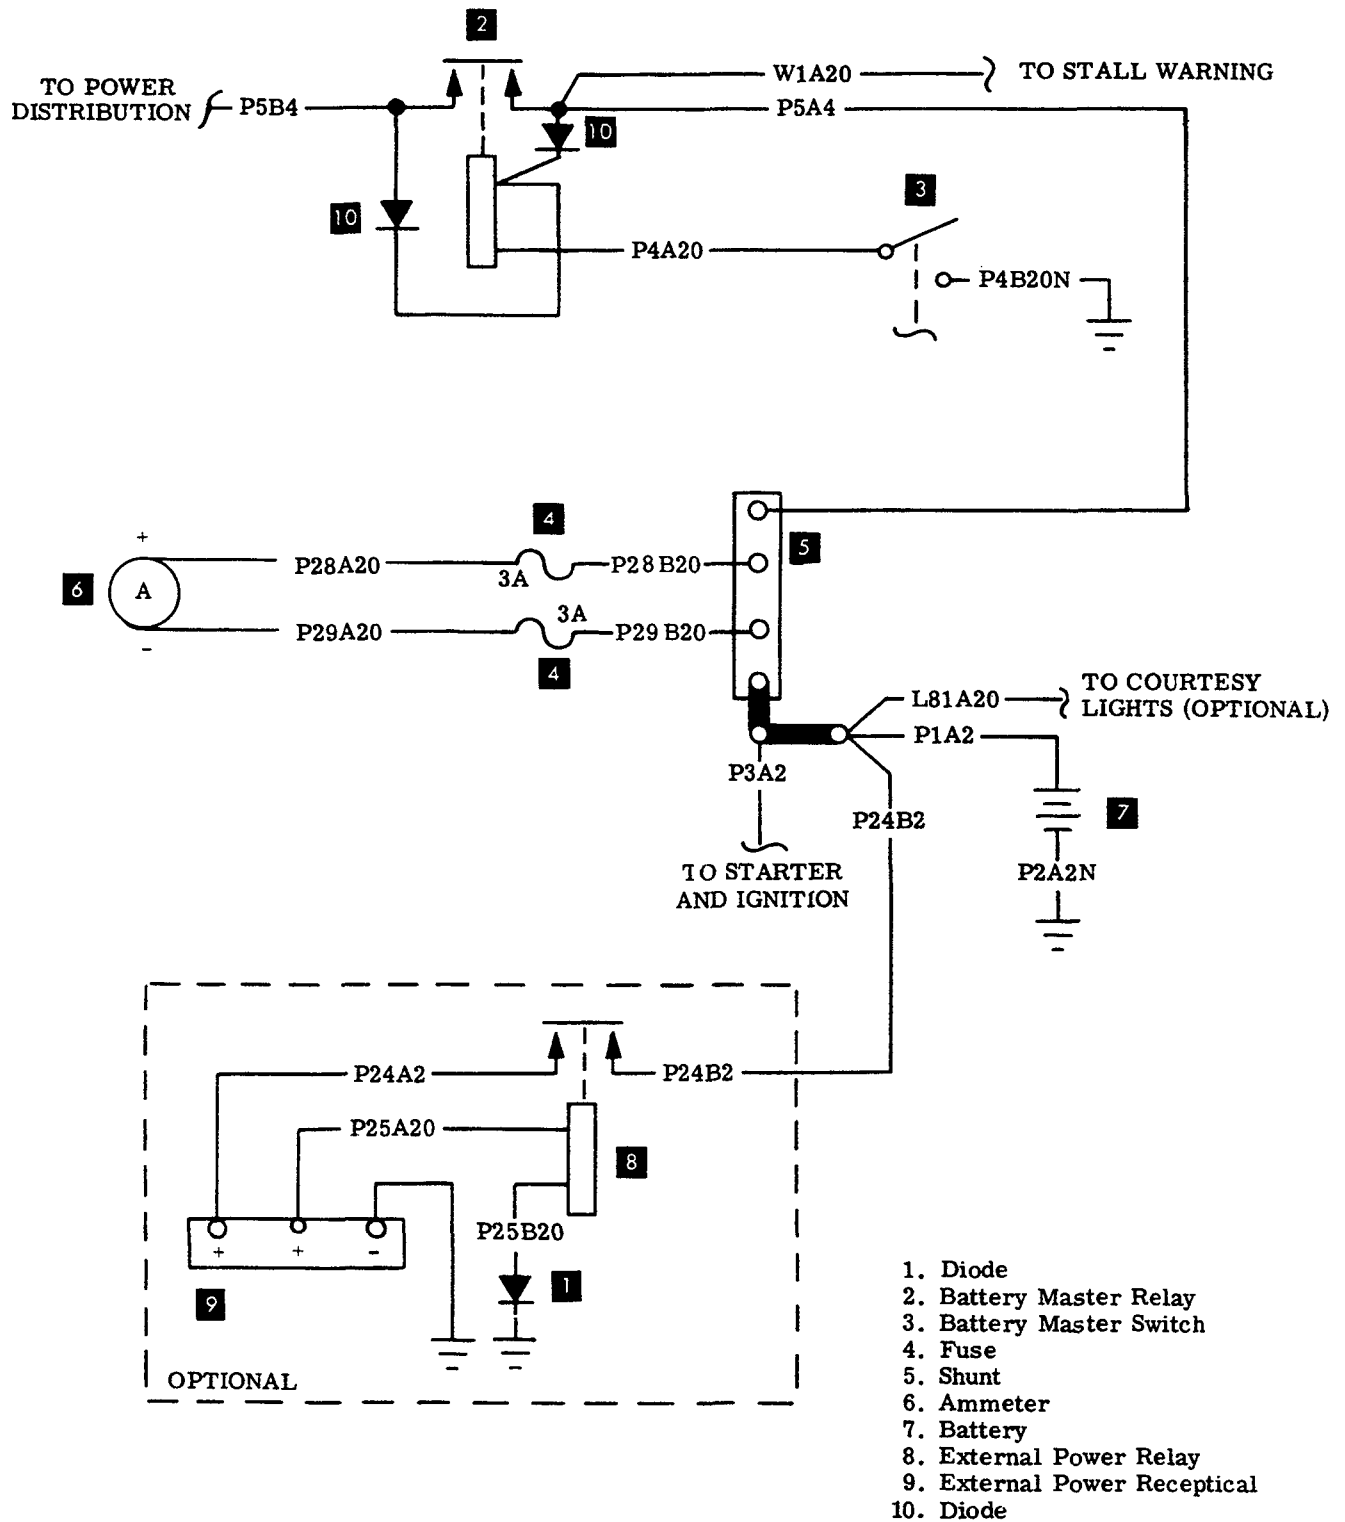 2
TO POWER
DISTRIBUTION
P5B4
W1A20
TO STALL WARNING
P5A4
10
10
3
P4A20
P4B20N
+
6
A
-
P28A20
4
3A
P28B20
5
P29A20
3A
P29B20
4
L81A20
TO COURTESY
LIGHTS (OPTIONAL)
P1A2
P3A2
P24B2
7
P2A2N
TO STARTER
AND IGNITION
P24A2
P24B2
P25A20
8
P25B20
+
+
-
9
1
OPTIONAL
1. Diode
2. Battery Master Relay
3. Battery Master Switch
4. Fuse
5. Shunt
6. Ammeter
7. Battery
8. External Power Relay
9. External Power Receptical
10. Diode